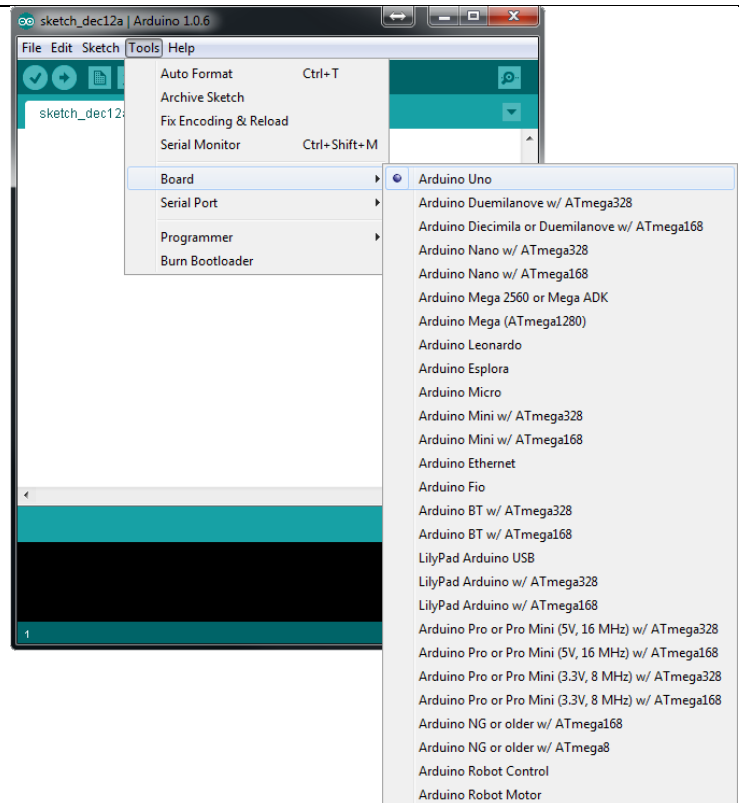 sketch_dec12a | Arduino 1.0.6
File Edit Sketch Tools Help
sketch_dec12a
Auto Format Ctrl+T
Archive Sketch
Fix Encoding & Reload
Serial Monitor Ctrl+Shift+M
Board
Serial Port
Programmer
Burn Bootloader
Arduino Uno
Arduino Duemilanove w/ ATmega328
Arduino Diecimila or Duemilanove w/ ATmega168
Arduino Nano w/ ATmega328
Arduino Nano w/ ATmega168
Arduino Mega 2560 or Mega ADK
Arduino Mega (ATmega1280)
Arduino Leonardo
Arduino Esplora
Arduino Micro
Arduino Mini w/ ATmega328
Arduino Mini w/ ATmega168
Arduino Ethernet
Arduino Fio
Arduino BT w/ ATmega328
Arduino BT w/ ATmega168
LilyPad Arduino USB
LilyPad Arduino w/ ATmega328
LilyPad Arduino w/ ATmega168
Arduino Pro or Pro Mini (5V, 16 MHz) w/ ATmega328
Arduino Pro or Pro Mini (5V, 16 MHz) w/ ATmega168
Arduino Pro or Pro Mini (3.3V, 8 MHz) w/ ATmega328
Arduino Pro or Pro Mini (3.3V, 8 MHz) w/ ATmega168
Arduino NG or older w/ ATmega168
Arduino NG or older w/ ATmega8
Arduino Robot Control
Arduino Robot Motor
1